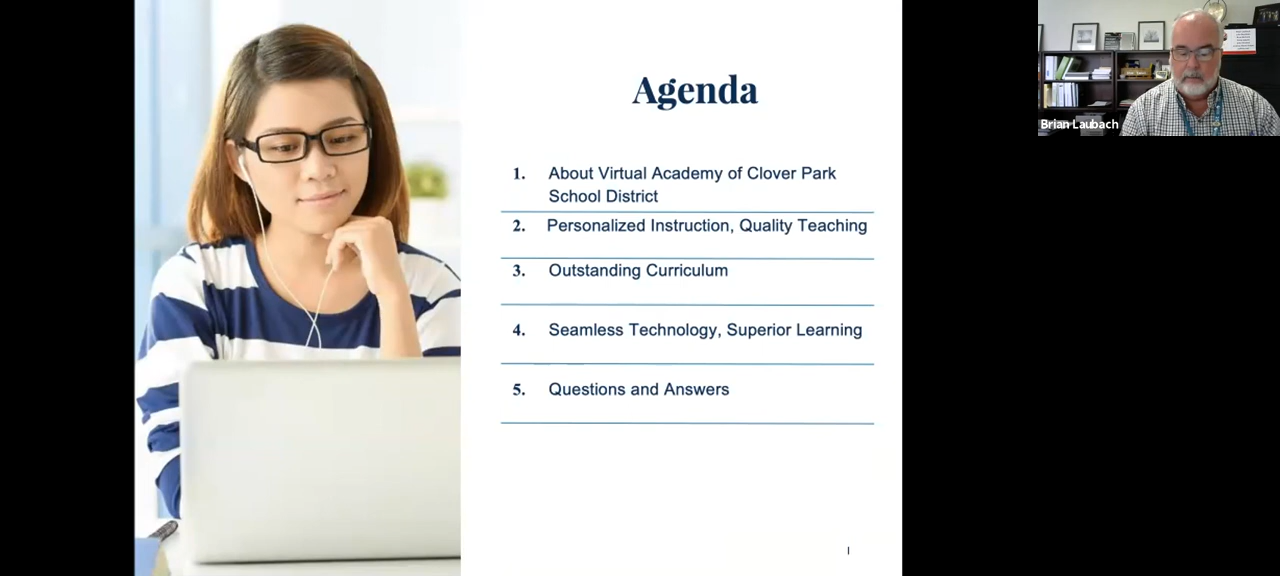 Agenda
1. About Virtual Academy of Clover Park
School District
2. Personalized Instruction, Quality Teaching
3. Outstanding Curriculum
4. Seamless Technology, Superior Learning
5. Questions and Answers
Brian Laubach